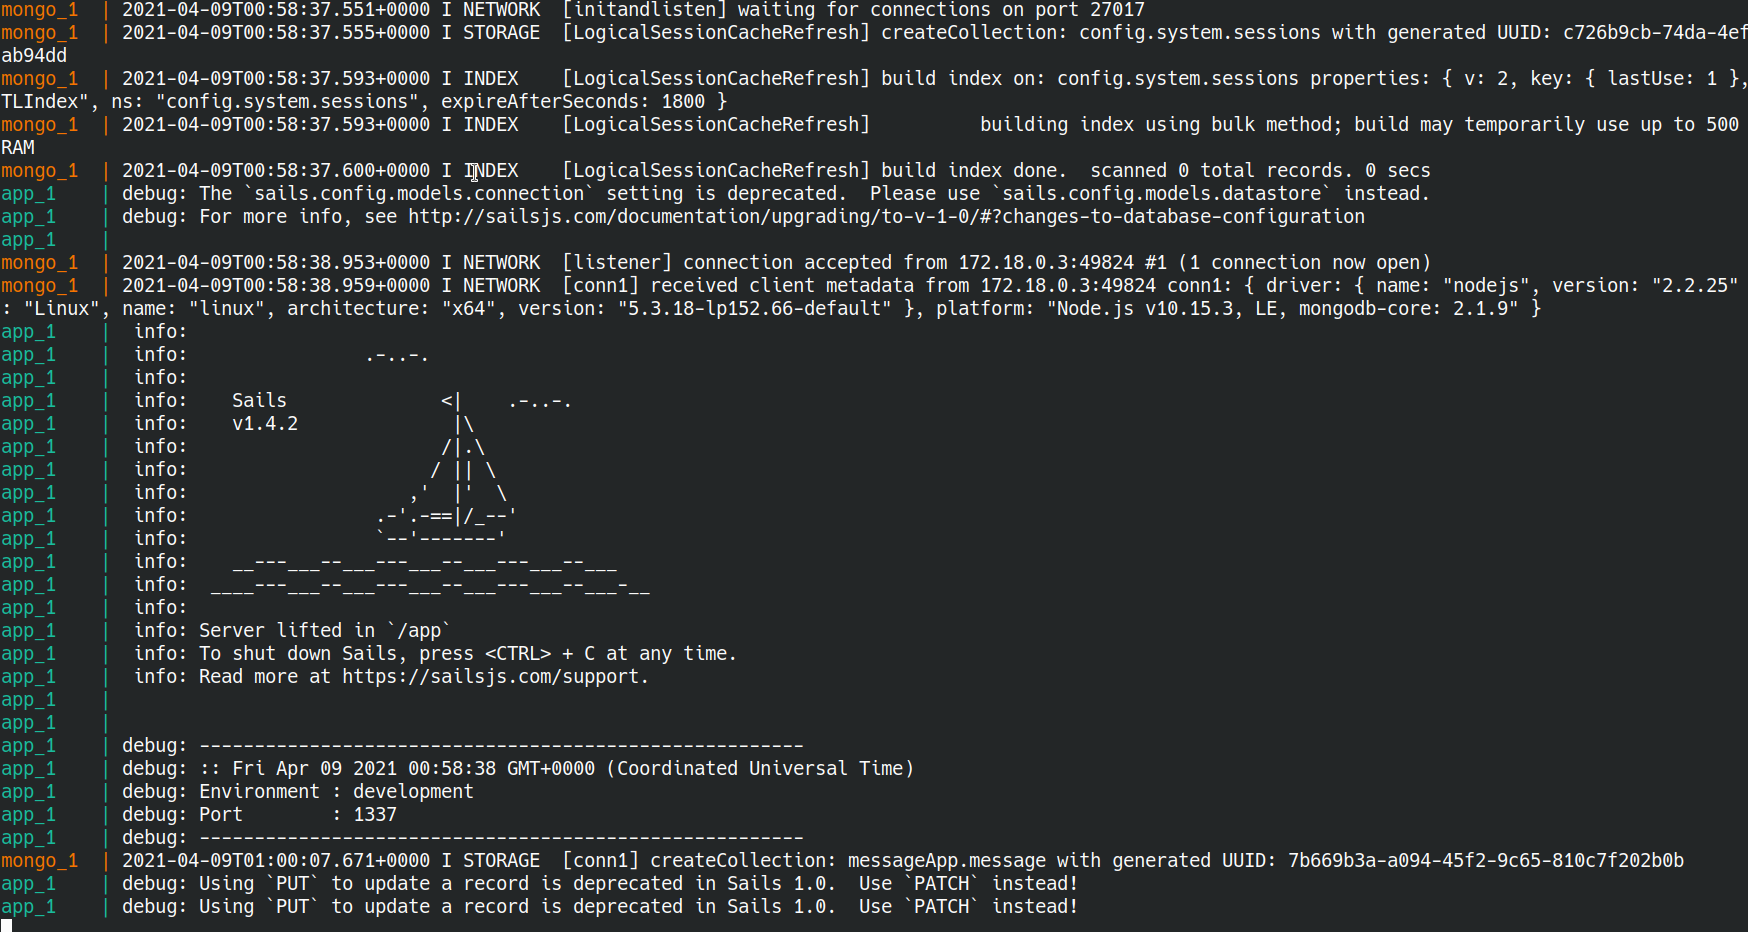 mongo_1  | 2021-04-09T00:58:37.551+0000 I NETWORK  [initandlisten] waiting for connections on port 27017
mongo_1  | 2021-04-09T00:58:37.555+0000 I STORAGE  [LogicalSessionCacheRefresh] createCollection: config.system.sessions with generated UUID: c726b9cb-74da-4ef
ab94dd
mongo_1  | 2021-04-09T00:58:37.593+0000 I INDEX    [LogicalSessionCacheRefresh] build index on: config.system.sessions properties: { v: 2, key: { lastUse: 1 },
TLIndex", ns: "config.system.sessions", expireAfterSeconds: 1800 }
mongo_1  | 2021-04-09T00:58:37.593+0000 I INDEX    [LogicalSessionCacheRefresh]          building index using bulk method; build may temporarily use up to 500
RAM
mongo_1  | 2021-04-09T00:58:37.600+0000 I INDEX    [LogicalSessionCacheRefresh] build index done.  scanned 0 total records. 0 secs
app_1    | debug: The `sails.config.models.connection` setting is deprecated.  Please use `sails.config.models.datastore` instead.
app_1    | debug: For more info, see http://sailsjs.com/documentation/upgrading/to-v-1-0/#?changes-to-database-configuration
app_1    |
mongo_1  | 2021-04-09T00:58:38.953+0000 I NETWORK  [listener] connection accepted from 172.18.0.3:49824 #1 (1 connection now open)
mongo_1  | 2021-04-09T00:58:38.959+0000 I NETWORK  [conn1] received client metadata from 172.18.0.3:49824 conn1: { driver: { name: "nodejs", version: "2.2.25"
: "Linux", name: "linux", architecture: "x64", version: "5.3.18-lp152.66-default" }, platform: "Node.js v10.15.3, LE, mongodb-core: 2.1.9" }
app_1    |  info:
app_1    |  info:                .-..-.
app_1    |  info:
app_1    |  info:    Sails              <|    .-..-.
app_1    |  info:    v1.4.2              |\
app_1    |  info:                       /|.\
app_1    |  info:                      / || \
app_1    |  info:                    ,'  |'  \
app_1    |  info:                 .-'.-==|/_--'
app_1    |  info:                 `--'-------'
app_1    |  info:    __---___--___---___--___---___--___
app_1    |  info:  ____---___--___---___--___---___--___-__
app_1    |  info:
app_1    |  info: Server lifted in `/app`
app_1    |  info: To shut down Sails, press <CTRL> + C at any time.
app_1    |  info: Read more at https://sailsjs.com/support.
app_1    |
app_1    |
app_1    | debug: -------------------------------------------------------
app_1    | debug: :: Fri Apr 09 2021 00:58:38 GMT+0000 (Coordinated Universal Time)
app_1    | debug: Environment : development
app_1    | debug: Port        : 1337
app_1    | debug: -------------------------------------------------------
mongo_1  | 2021-04-09T01:00:07.671+0000 I STORAGE  [conn1] createCollection: messageApp.message with generated UUID: 7b669b3a-a094-45f2-9c65-810c7f202b0b
app_1    | debug: Using `PUT` to update a record is deprecated in Sails 1.0.  Use `PATCH` instead!
app_1    | debug: Using `PUT` to update a record is deprecated in Sails 1.0.  Use `PATCH` instead!